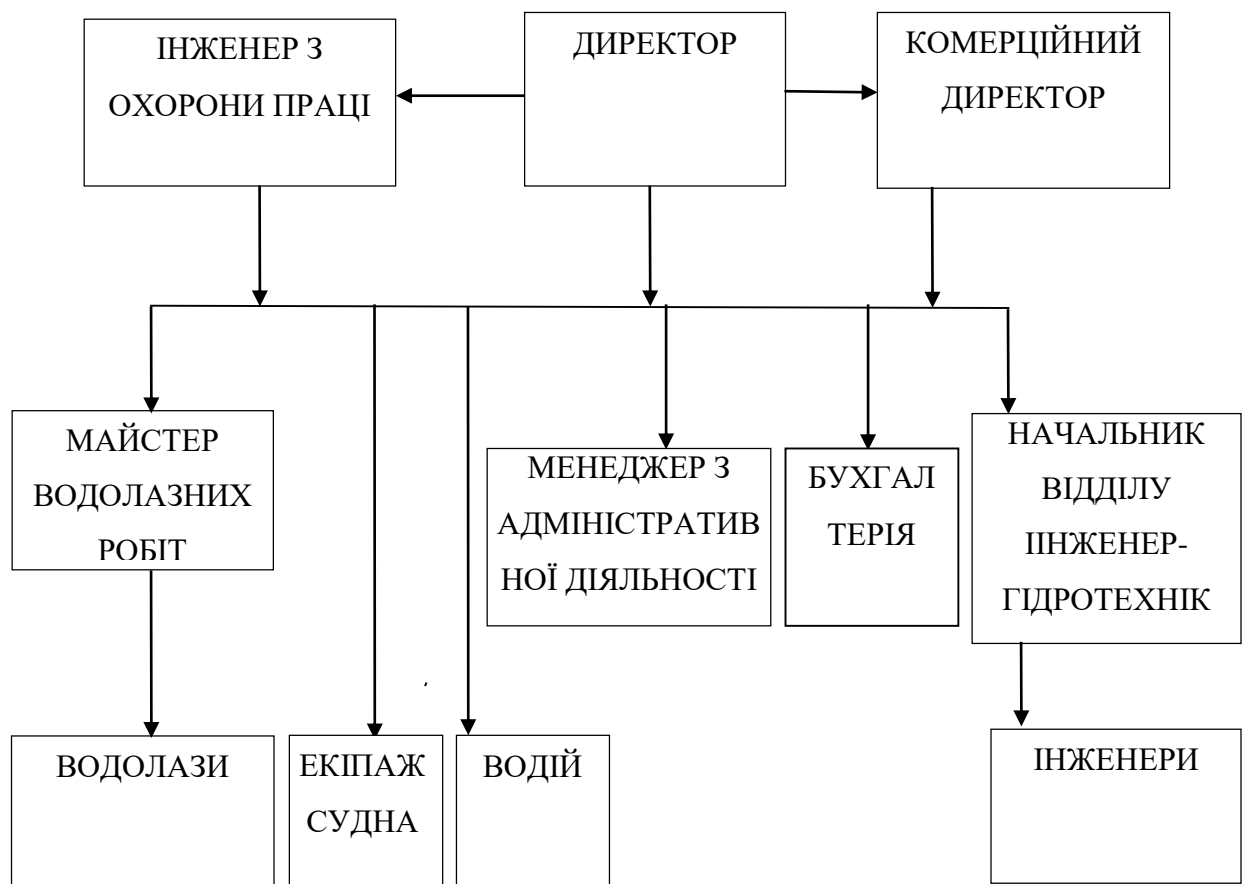 ІНЖЕНЕР З
ОХОРОНИ ПРАЦІ
ДИРЕКТОР
КОМЕРЦІЙНИЙ
ДИРЕКТОР
МАЙСТЕР
ВОДОЛАЗНИХ
РОБІТ
МЕНЕДЖЕР З
АДМІНІСТРАТИВ
НОЇ ДІЯЛЬНОСТІ
БУХГАЛ
ТЕРІЯ
НАЧАЛЬНИК
ВІДДІЛУ
ІІНЖЕНЕР-
ГІДРОТЕХНІК
ВОДОЛАЗИ
ЕКІПАЖ
СУДНА
ВОДІЙ
ІНЖЕНЕРИ